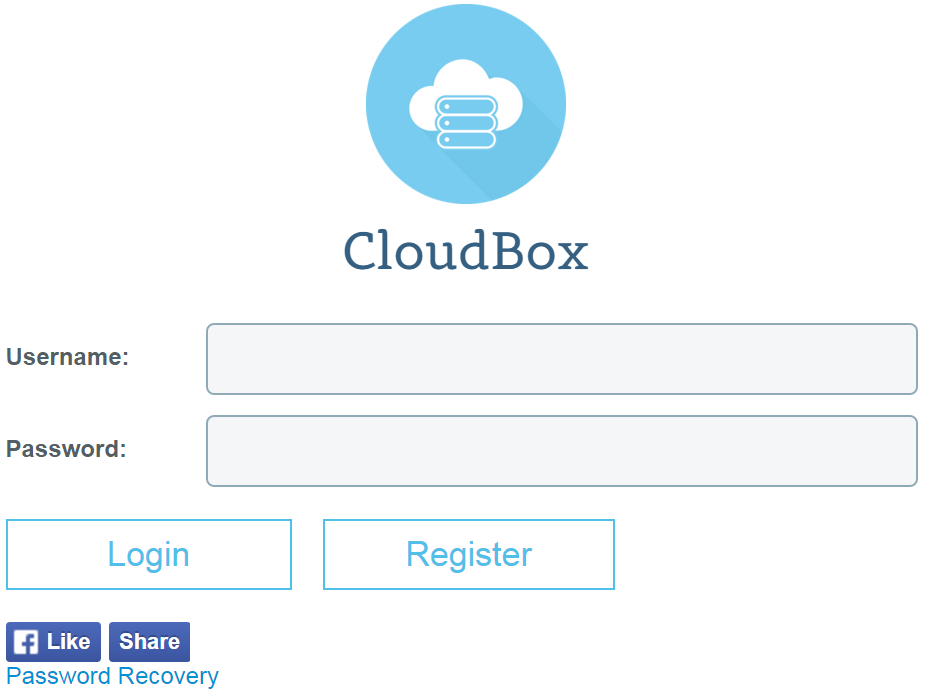 CloudBox
Username:
Password:
Login Register
Like Share
Password Recovery